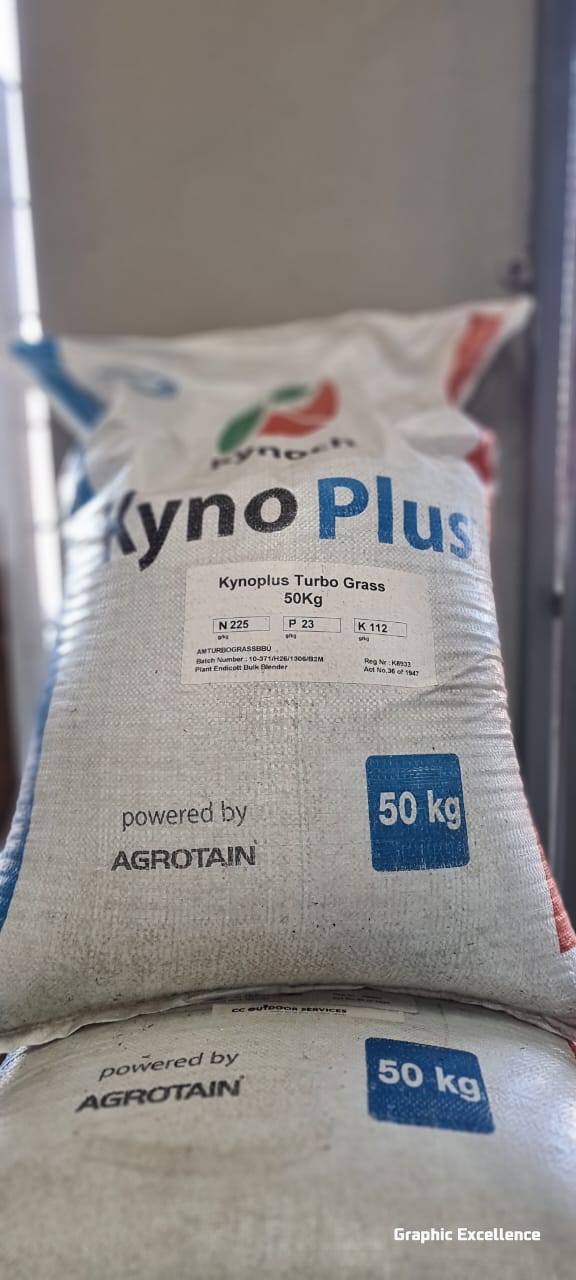 Kynoch
Kyno Plus
Kynoplus Turbo Grass
50Kg
N 225 P 23 K 112
g/kg g/kg g/kg
AMTURBOGRASSBBU
Batch Number : 10-371/H26/1306/B2M
Plant Endicott Bulk Blender
Reg Nr : K8933
Act No.36 of 1947
powered by
AGROTAIN
50 kg
CC OUTDOOR SERVICES
powered by
AGROTAIN
50 kg
Graphic Excellence